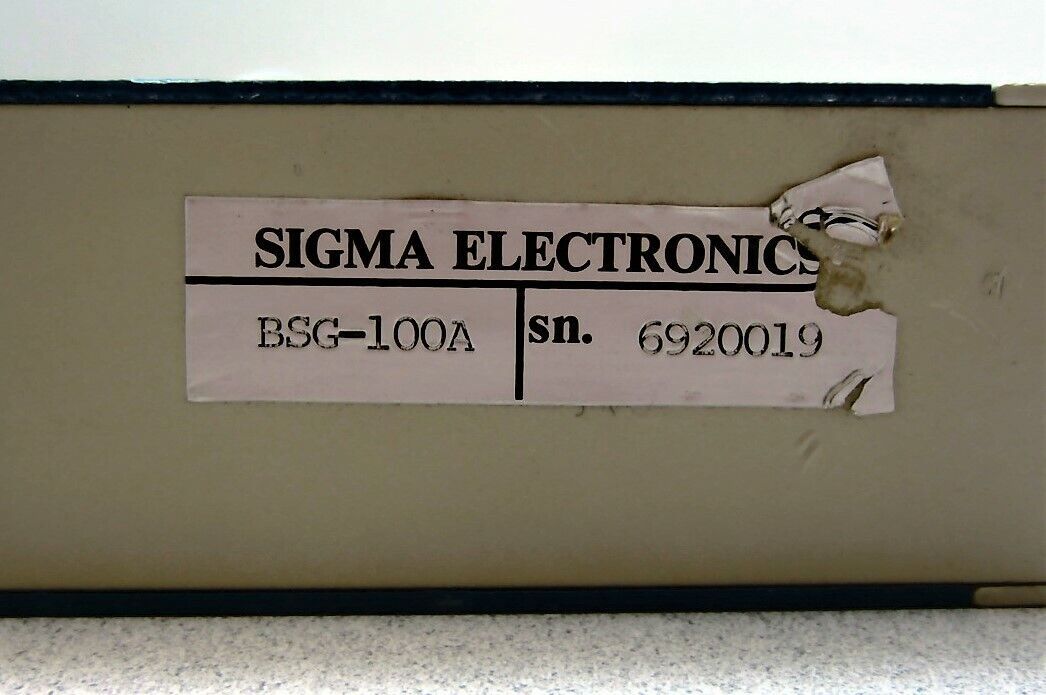 SIGMA ELECTRONICS
BSG-100A sn. 6920019